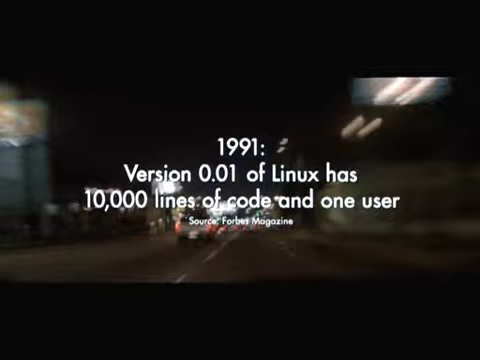 1991:
Version 0.01 of Linux has
10,000 lines of code and one user
Source: Forbes Magazine